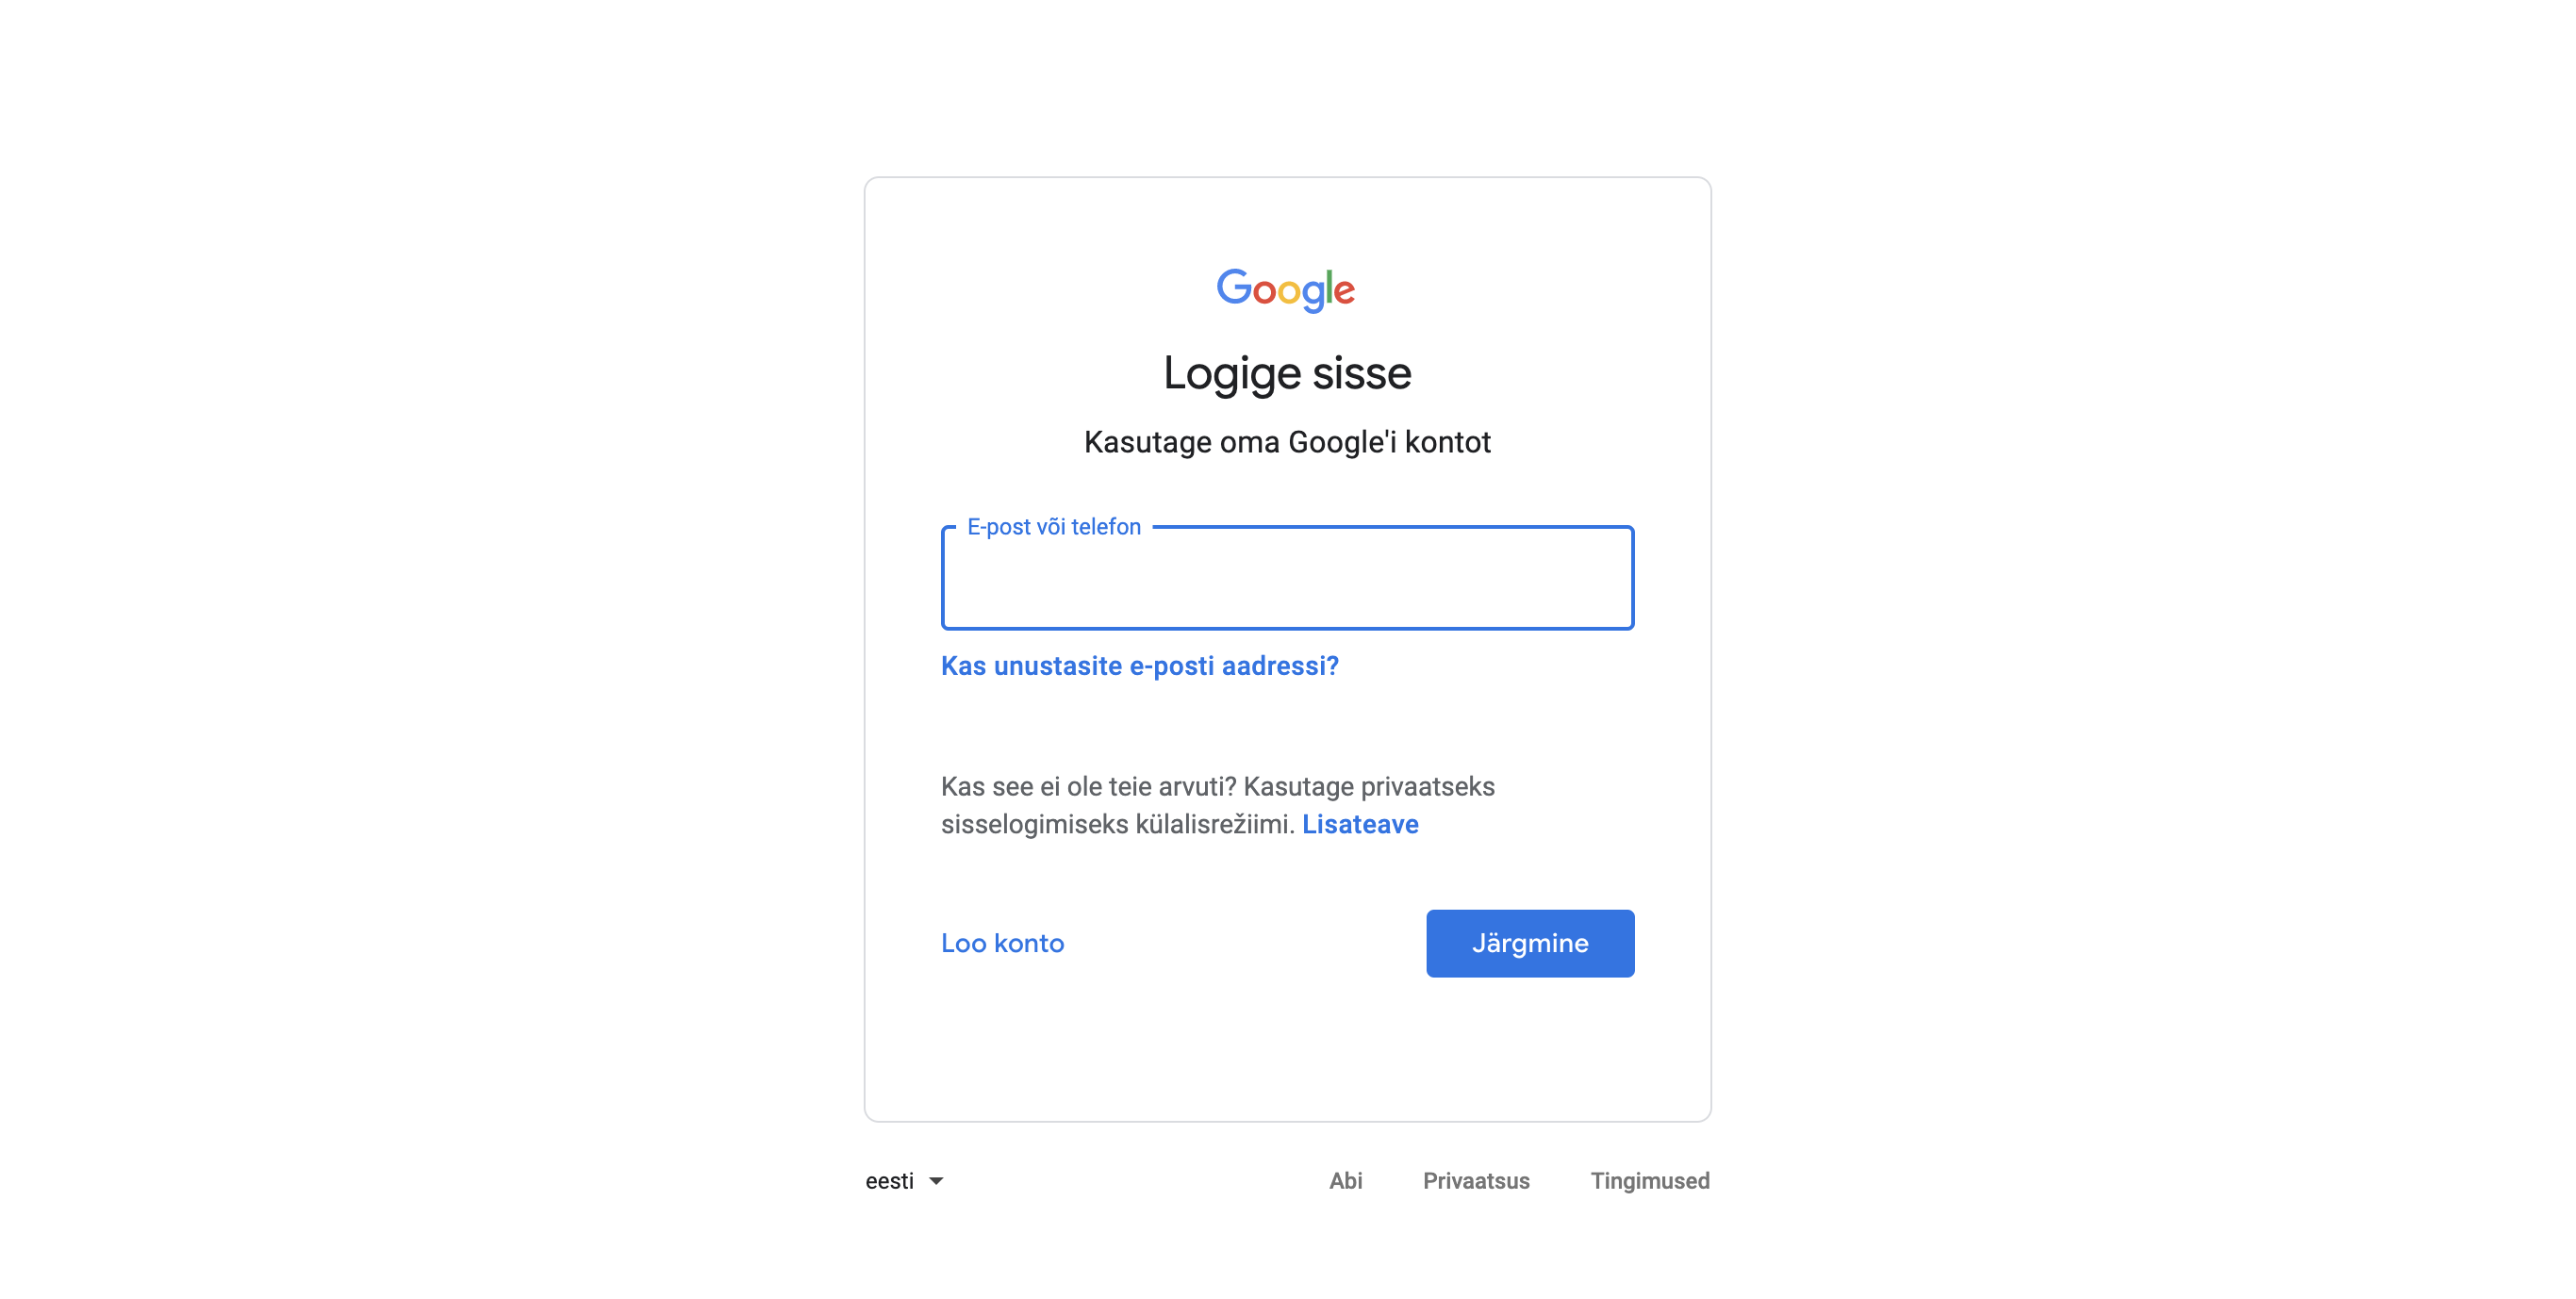 Google
Logige sisse
Kasutage oma Google'i kontot
E-post või telefon
Kas unustasite e-posti aadressi?
Kas see ei ole teie arvuti? Kasutage privaatseks
sisselogimiseks külalisrežiimi. Lisateave
Loo konto
Järgmine
eesti
Abi
Privaatsus
Tingimused